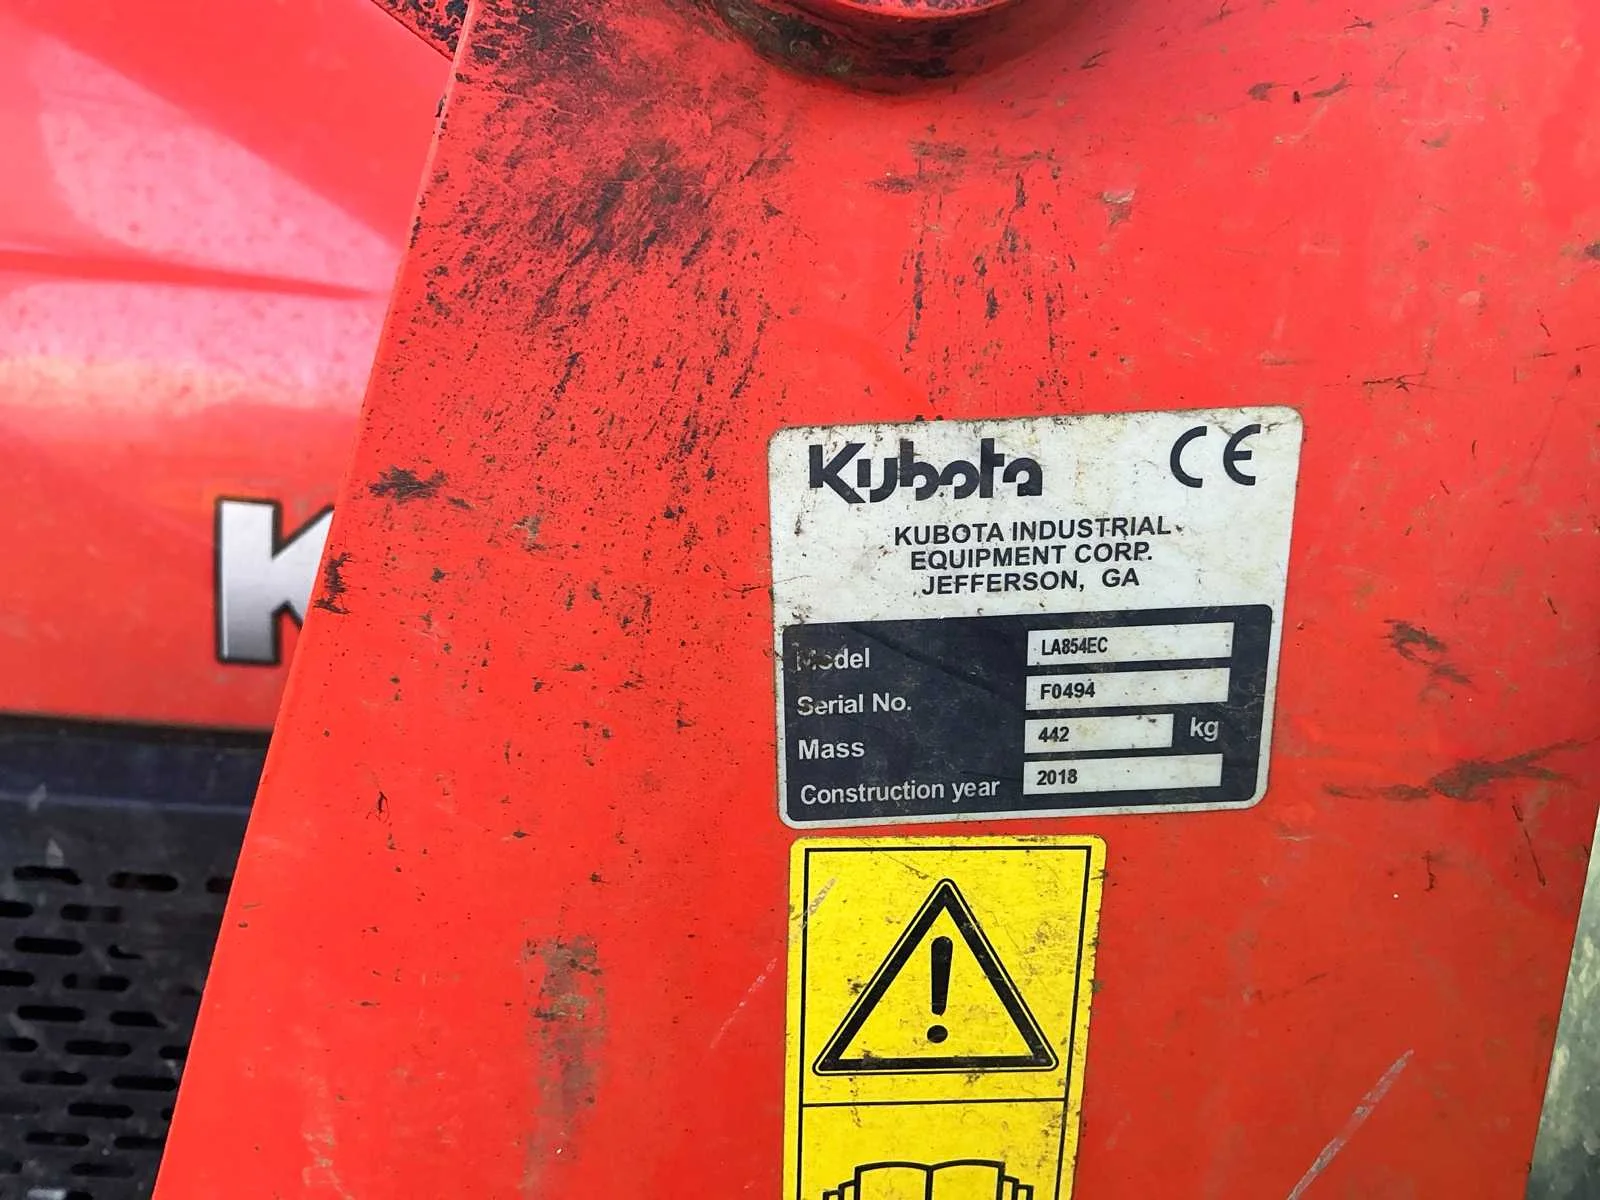 K
Kubota CE
KUBOTA INDUSTRIAL
EQUIPMENT CORP.
JEFFERSON, GA
Model LA854EC
Serial No. F0494
Mass 442 kg
Construction year 2018